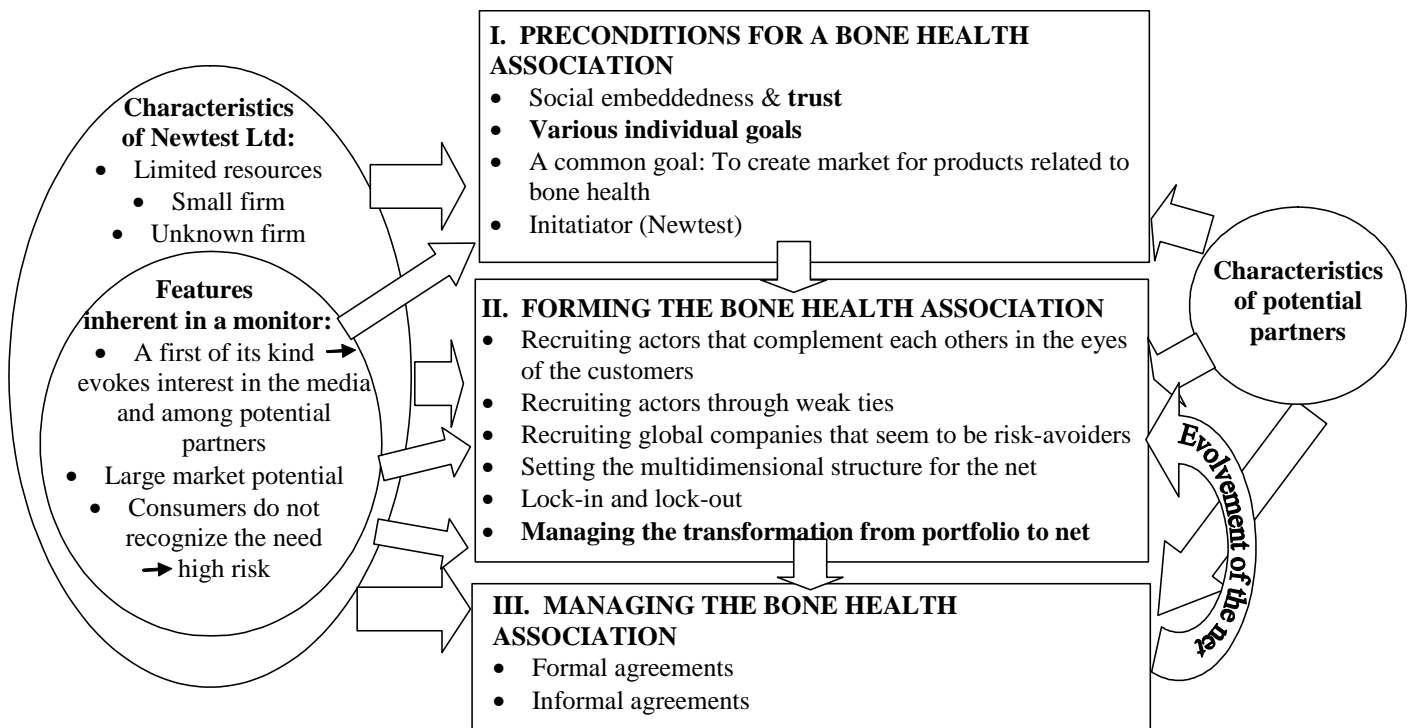 Characteristics
of Newtest Ltd:
• Limited resources
• Small firm
• Unknown firm
Features
inherent in a monitor:
• A first of its kind →
evokes interest in the media
and among potential
partners
• Large market potential
• Consumers do not
recognize the need
→ high risk
I. PRECONDITIONS FOR A BONE HEALTH
ASSOCIATION
• Social embeddedness & trust
• Various individual goals
• A common goal: To create market for products related to
bone health
• Initatiator (Newtest)
II. FORMING THE BONE HEALTH ASSOCIATION
• Recruiting actors that complement each others in the eyes
of the customers
• Recruiting actors through weak ties
• Recruiting global companies that seem to be risk-avoiders
• Setting the multidimensional structure for the net
• Lock-in and lock-out
• Managing the transformation from portfolio to net
III. MANAGING THE BONE HEALTH
ASSOCIATION
• Formal agreements
• Informal agreements
Characteristics
of potential
partners
Evolvement of the net